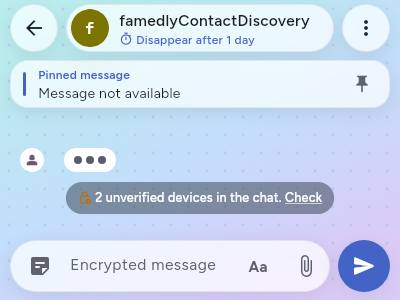 f
famedlyContactDiscovery
Disappear after 1 day
Pinned message
Message not available
2 unverified devices in the chat. Check
Encrypted message
Aa